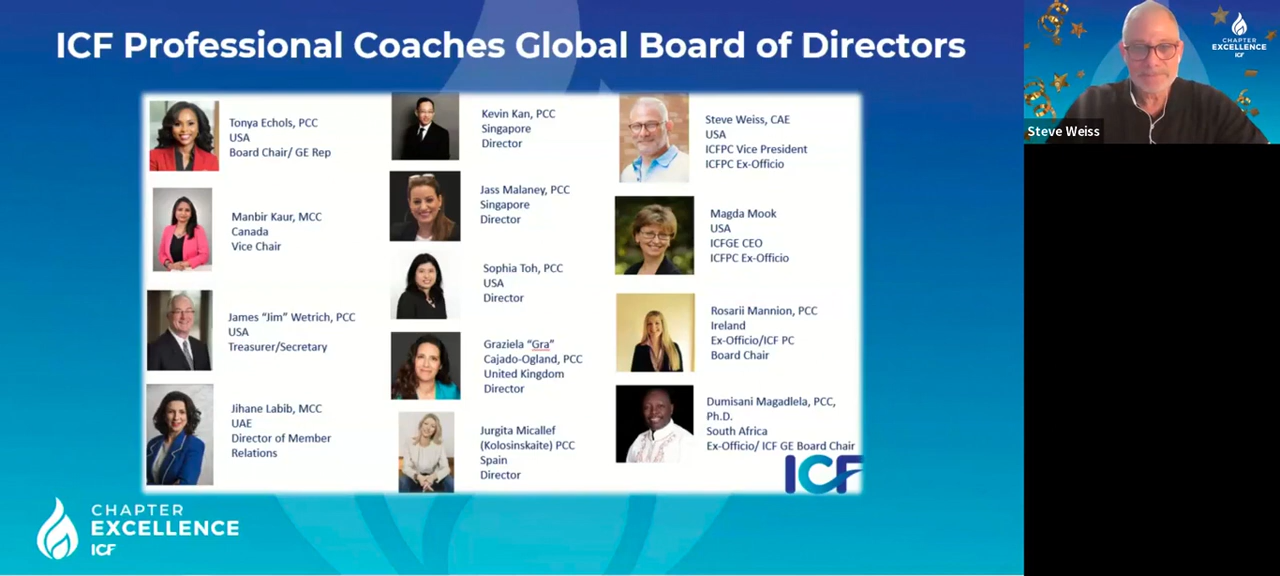 ICF Professional Coaches Global Board of Directors
Tonya Echols, PCC
USA
Board Chair/ GE Rep
Manbir Kaur, MCC
Canada
Vice Chair
James “Jim” Wetrich, PCC
USA
Treasurer/Secretary
Jihane Labib, MCC
UAE
Director of Member
Relations
Kevin Kan, PCC
Singapore
Director
Jass Malaney, PCC
Singapore
Director
Sophia Toh, PCC
USA
Director
Graziela “Gra”
Cajado-Ogland, PCC
United Kingdom
Director
Jurgita Micallef
(Kolosinskaite) PCC
Spain
Director
Steve Weiss, CAE
USA
ICFPC Vice President
ICFPC Ex-Officio
Magda Mook
USA
ICFGE CEO
ICFPC Ex-Officio
Rosarii Mannion, PCC
Ireland
Ex-Officio/ICF PC
Board Chair
Dumisani Magadlela, PCC,
Ph.D.
South Africa
Ex-Officio/ ICF GE Board Chair
ICF
CHAPTER
EXCELLENCE
ICF
CHAPTER
EXCELLENCE
ICF
Steve Weiss